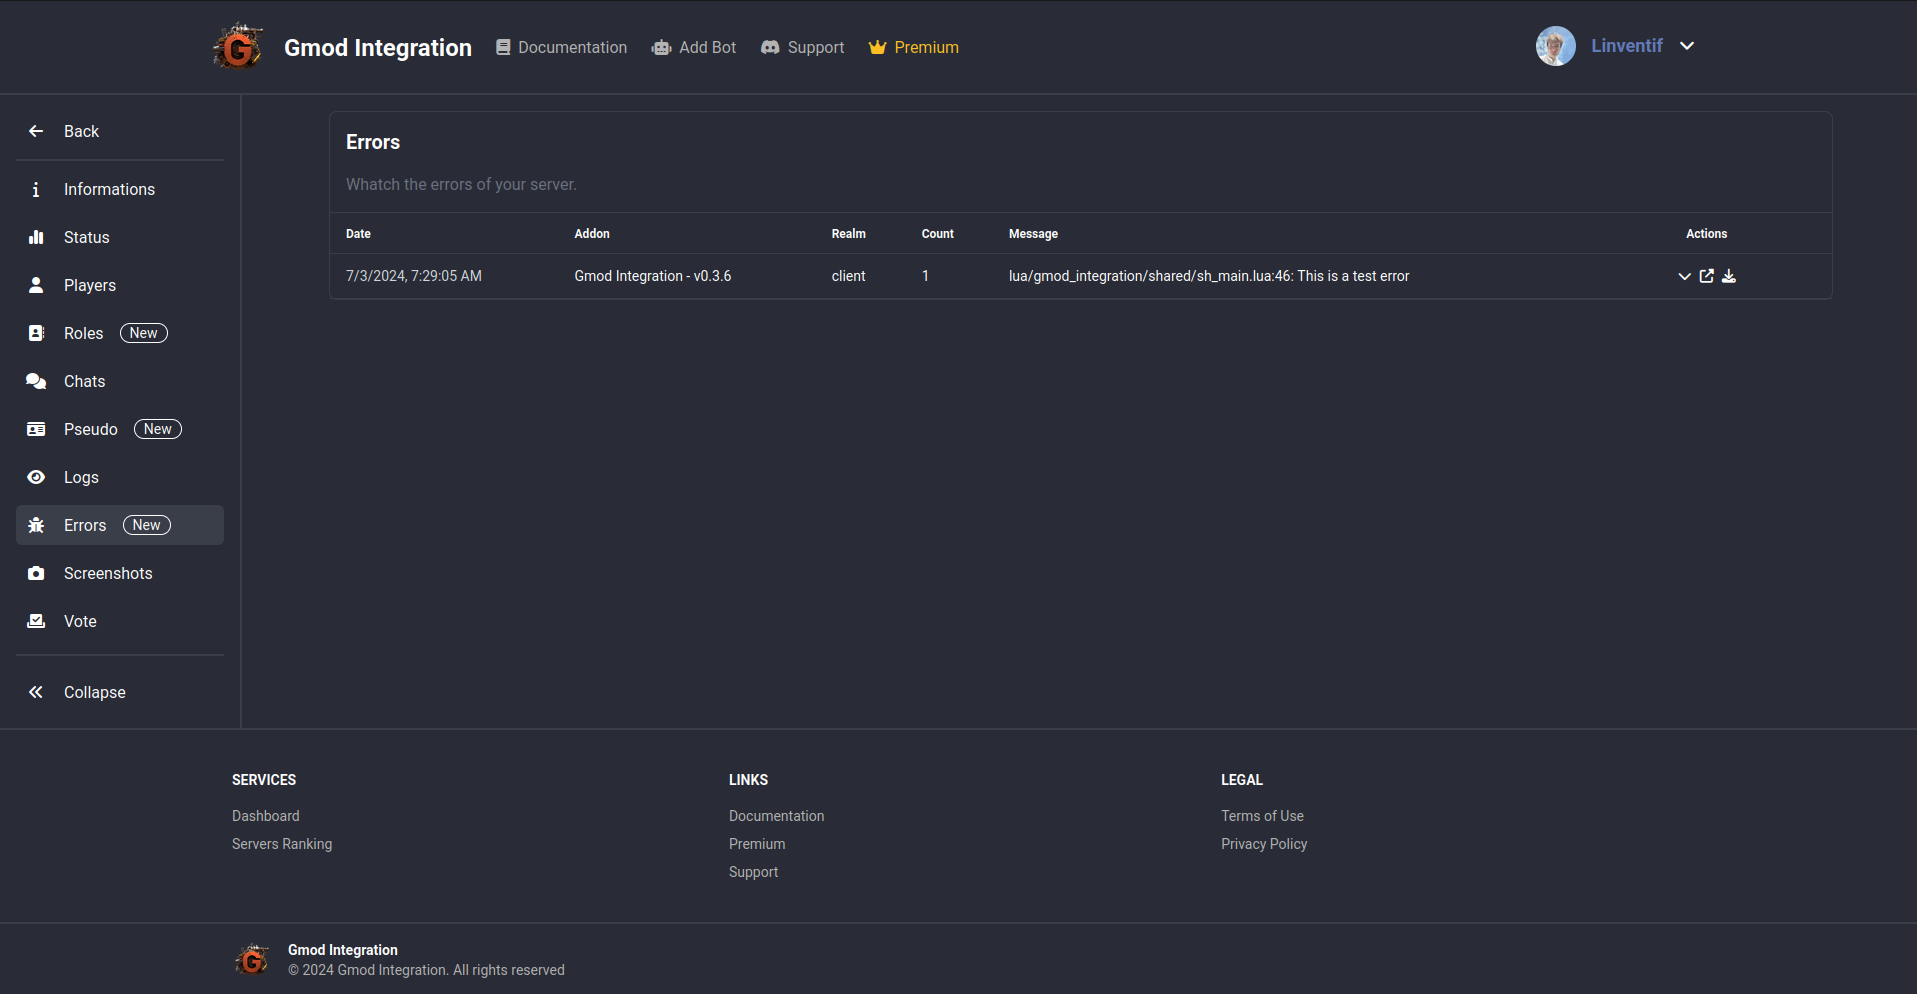 Gmod Integration Documentation Add Bot Support Premium Linventif
Back
Informations
Status
Players
Roles New
Chats
Pseudo New
Logs
Errors New
Screenshots
Vote
Collapse
Errors
Whatch the errors of your server.
Date Addon Realm Count Message Actions
7/3/2024, 7:29:05 AM Gmod Integration - v0.3.6 client 1 lua/gmod_integration/shared/sh_main.lua:46: This is a test error
SERVICES
Dashboard
Servers Ranking
LINKS
Documentation
Premium
Support
LEGAL
Terms of Use
Privacy Policy
Gmod Integration
© 2024 Gmod Integration. All rights reserved